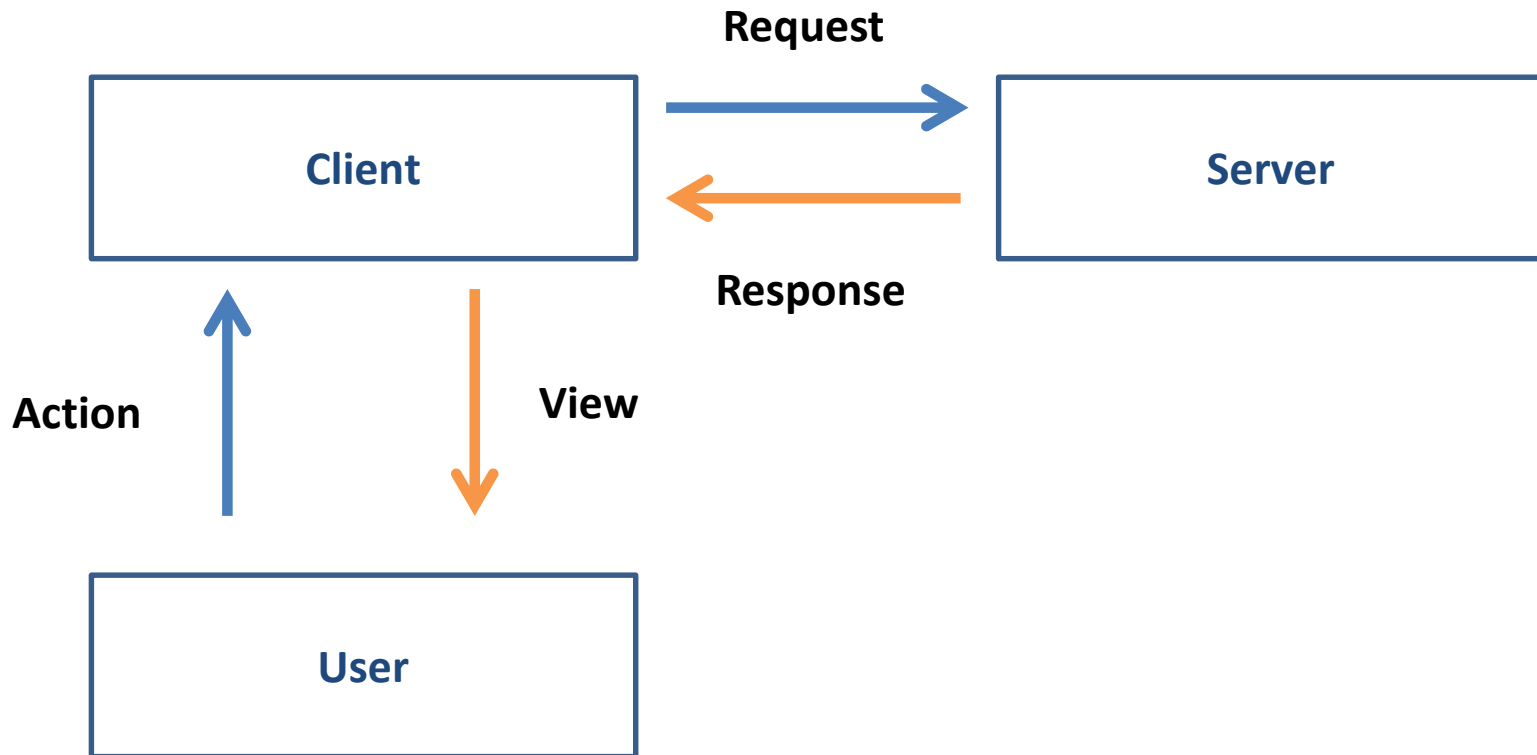 Request
Client
Server
Response
Action
View
User